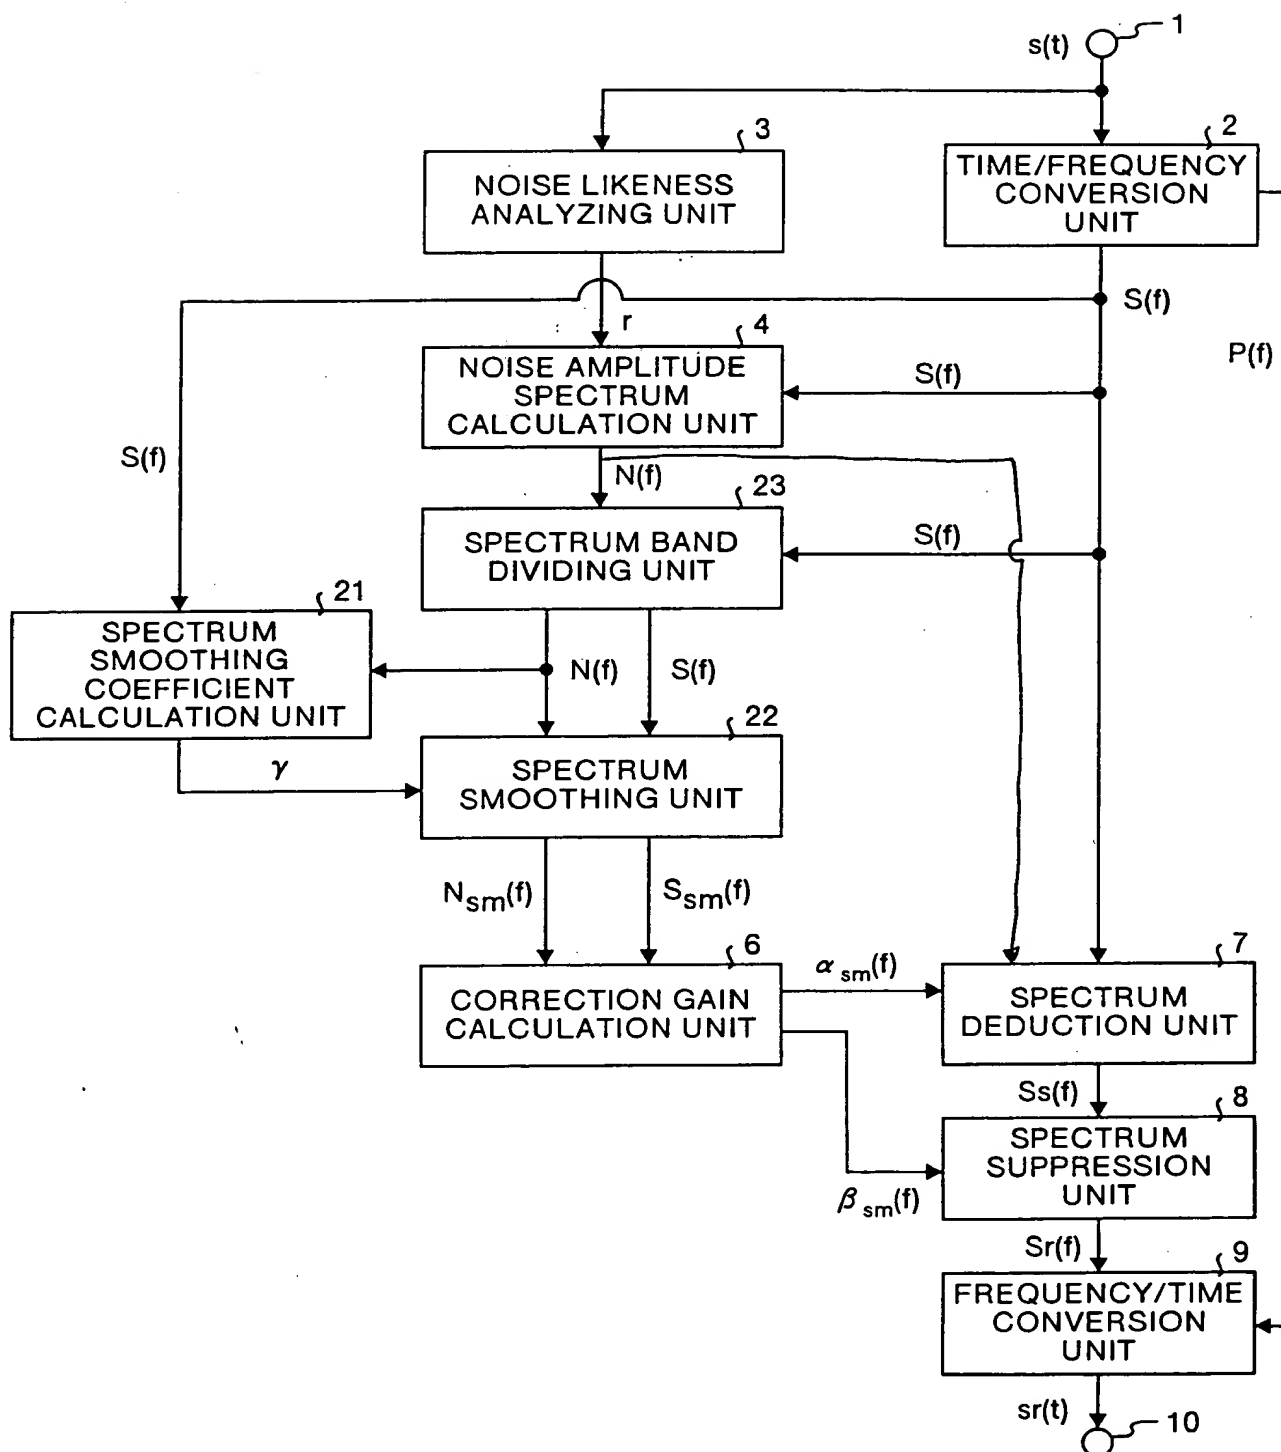 1
s(t)
3
NOISE LIKENESS
ANALYZING UNIT
2
TIME/FREQUENCY
CONVERSION
UNIT
S(f)
r
4
NOISE AMPLITUDE
SPECTRUM
CALCULATION UNIT
S(f)
P(f)
S(f)
N(f)
23
SPECTRUM BAND
DIVIDING UNIT
S(f)
21
SPECTRUM
SMOOTHING
COEFFICIENT
CALCULATION UNIT
N(f)
S(f)
γ
22
SPECTRUM
SMOOTHING UNIT
Nsm(f)
Ssm(f)
6
CORRECTION GAIN
CALCULATION UNIT
αsm(f)
7
SPECTRUM
DEDUCTION UNIT
Ss(f)
8
SPECTRUM
SUPPRESSION
UNIT
βsm(f)
Sr(f)
9
FREQUENCY/TIME
CONVERSION
UNIT
sr(t)
10